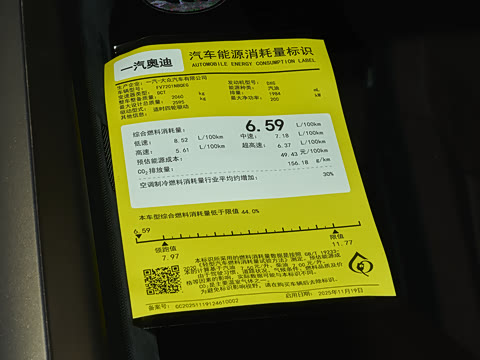 一汽奥迪
汽车能源消耗量标识
AUTOMOBILE ENERGY CONSUMPTION LABEL
生产企业：一汽-大众汽车有限公司
车辆型号：
发动机型号：
变速器类型：DCT
能源种类：汽油
整车整备质量：2060 kg
排量：1984 mL
最大设计总质量：2595 kg
最大净功率：200 kW
驱动型式：适时四轮驱动
其他信息：
综合燃料消耗量：6.59 L/100km
低速：8.52 L/100km
中速：7.18 L/100km
高速：5.61 L/100km
超高速：6.37 L/100km
预估能源成本：49.43 元/100km
CO₂排放量：156.18 g/km
空调制冷燃料消耗量行业平均约增加：30%
本车型综合燃料消耗量低于限值 44.0%
6.59
领跑值
7.97
限值
11.77
备案号：
启用日期：2025年11月19日